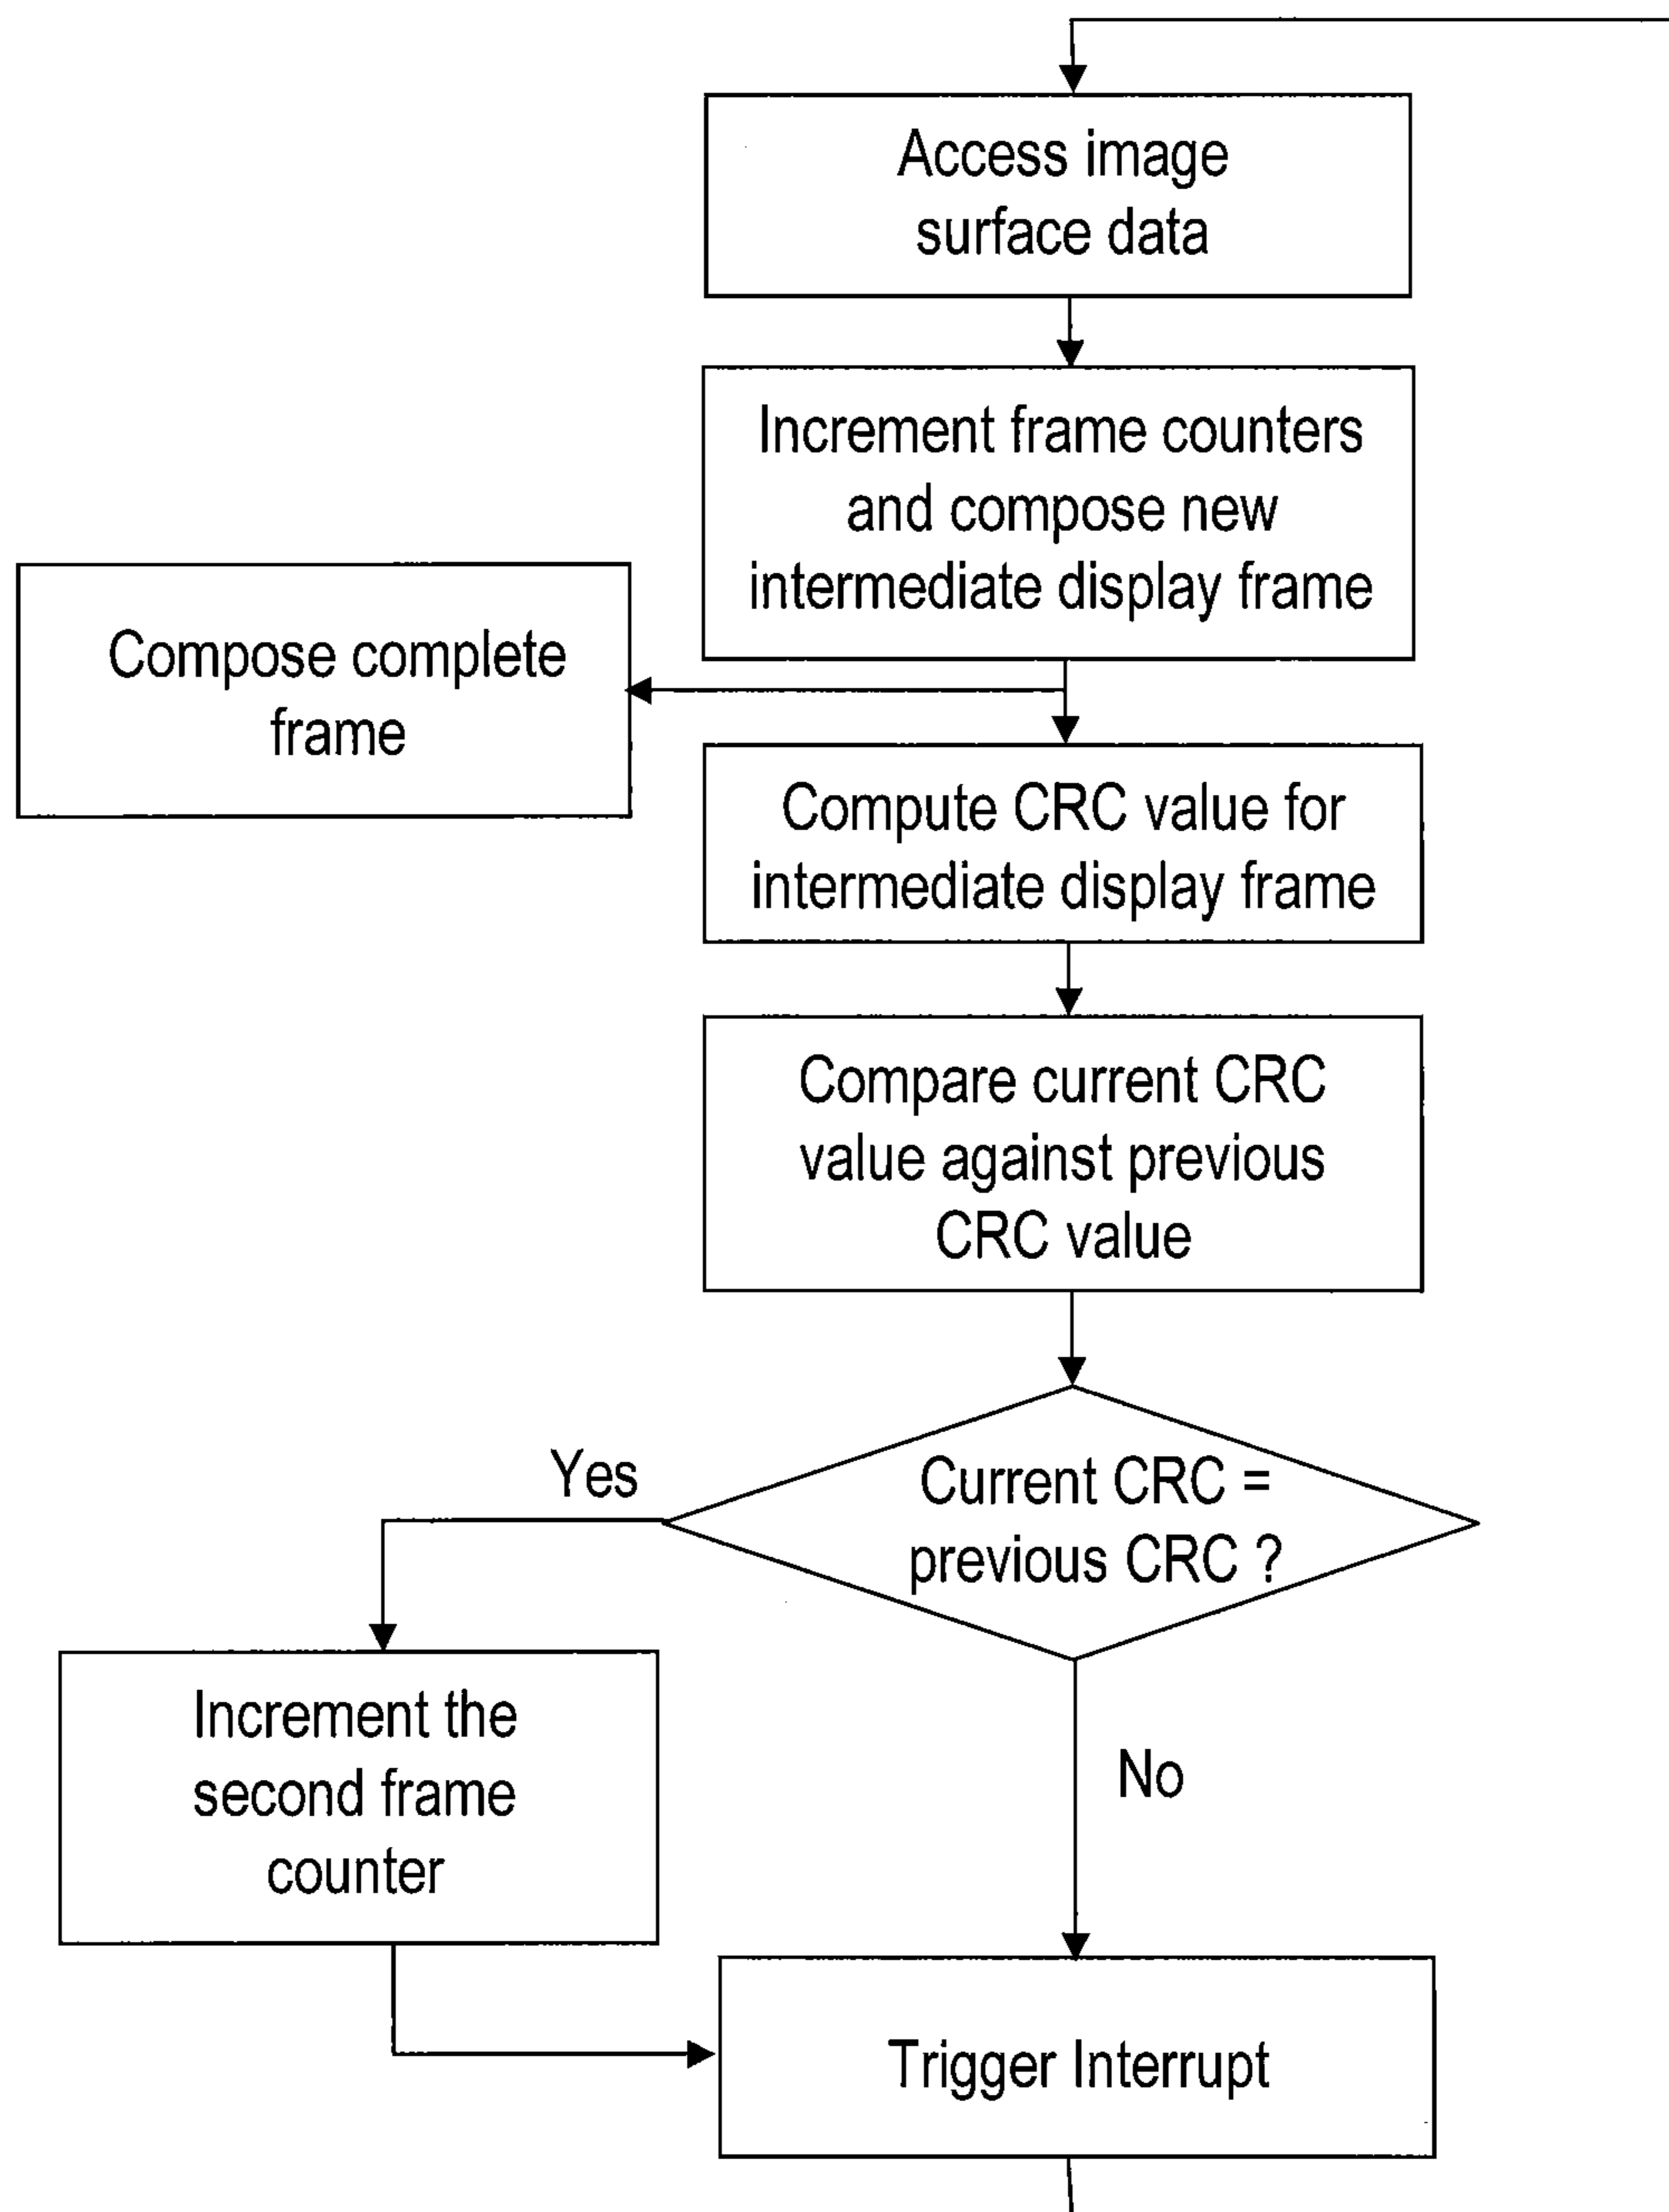 Access image
surface data
Increment frame counters
and compose new
intermediate display frame
Compose complete
frame
Compute CRC value for
intermediate display frame
Compare current CRC
value against previous
CRC value
Current CRC =
previous CRC ?
Yes
No
Increment the
second frame
counter
Trigger Interrupt